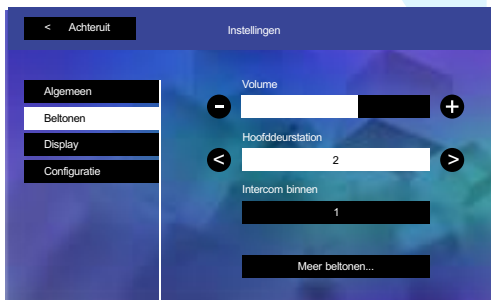 < Achteruit
Instellingen
Algemeen
Beltonen
Display
Configuratie
Volume
- +
Hoofddeurstation
< 2 >
Intercom binnen
1
Meer beltonen...